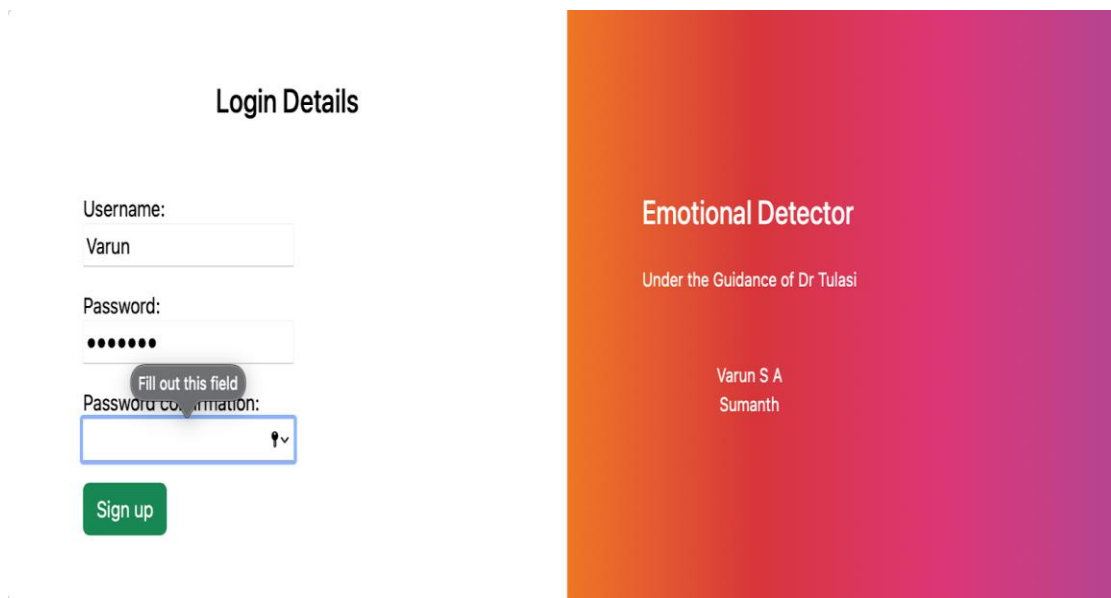 Login Details
Username:
Varun
Password:
•••••••
Fill out this field
Password confirmation:
Sign up
Emotional Detector
Under the Guidance of Dr Tulasi
Varun S A
Sumanth